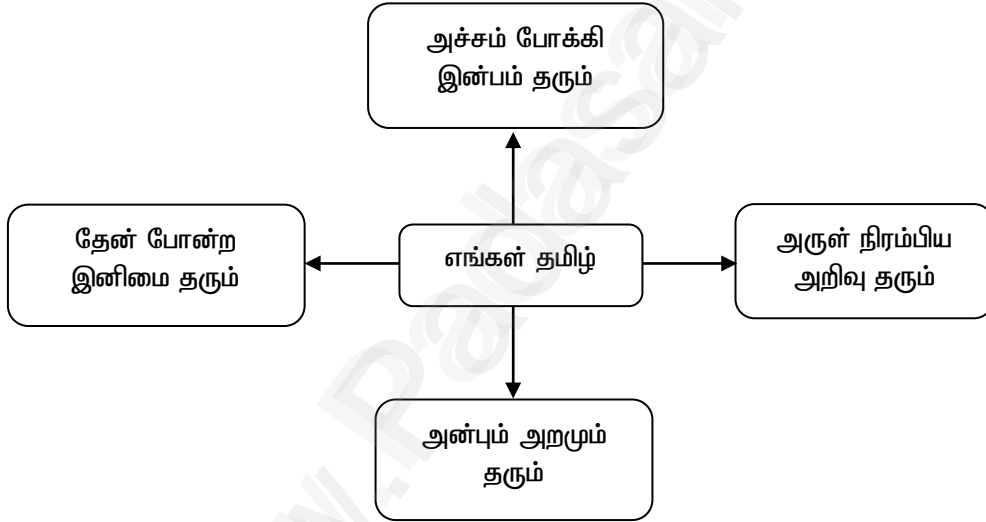 அச்சம் போக்கி
இன்பம் தரும்
தேன் போன்ற
இனிமை தரும்
எங்கள் தமிழ்
அருள் நிரம்பிய
அறிவு தரும்
அன்பும் அறமும்
தரும்